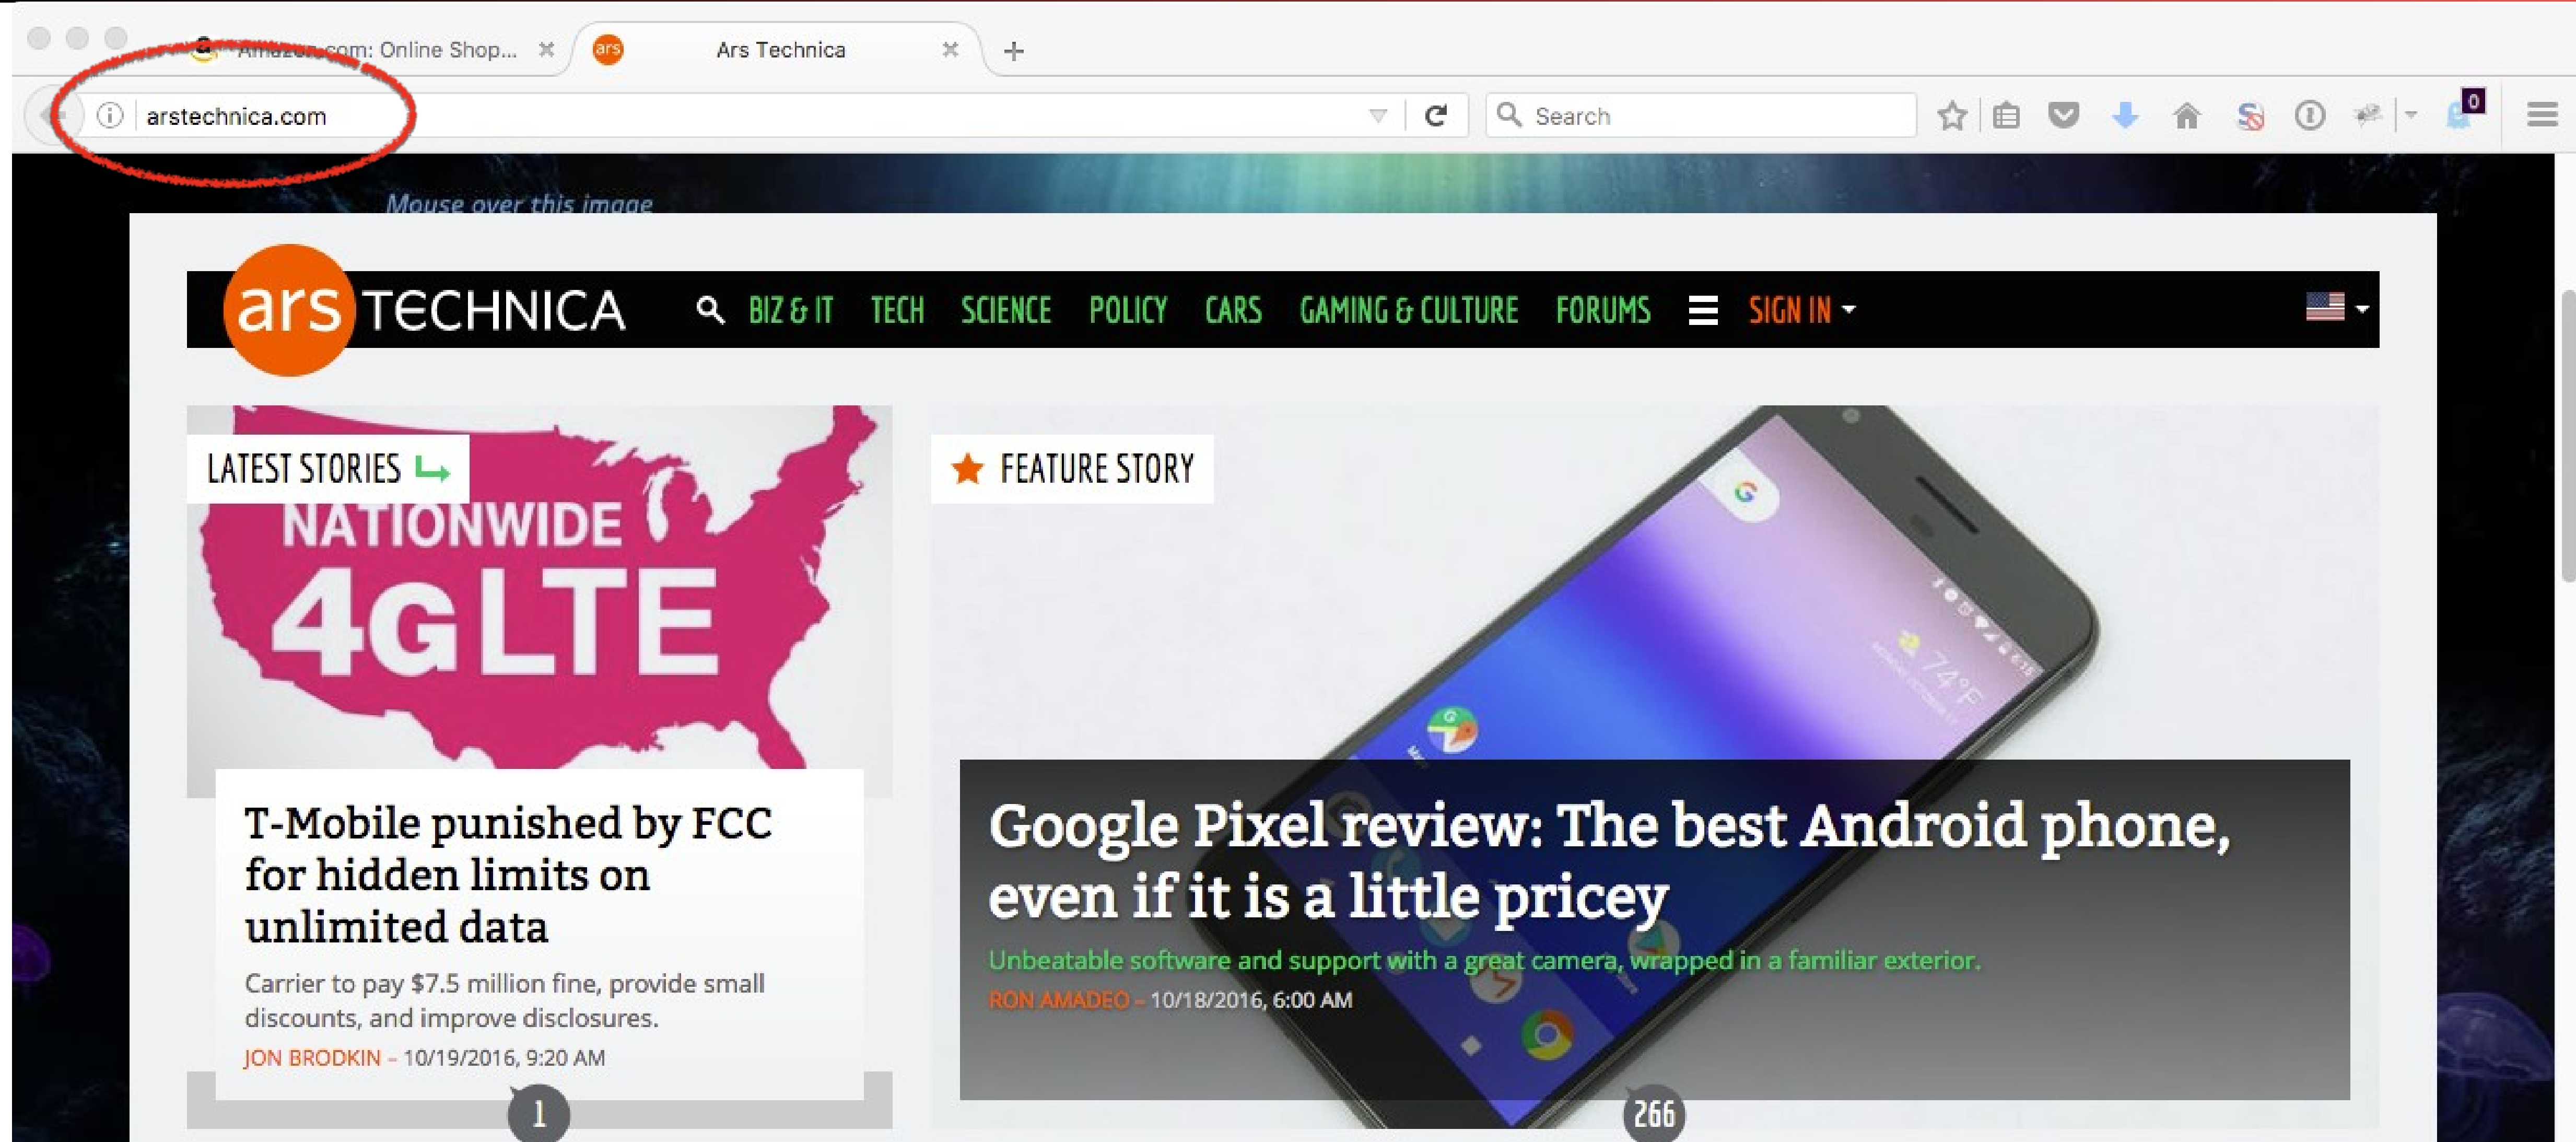 Amazon.com: Online Shop...
ars
Ars Technica
arstechnica.com
Search
0
Mouse over this image
ars TECHNICA
BIZ & IT
TECH
SCIENCE
POLICY
CARS
GAMING & CULTURE
FORUMS
SIGN IN
LATEST STORIES
NATIONWIDE
4G LTE
T-Mobile punished by FCC
for hidden limits on
unlimited data
Carrier to pay $7.5 million fine, provide small
discounts, and improve disclosures.
JON BRODKIN – 10/19/2016, 9:20 AM
1
FEATURE STORY
G
74°F
Google Pixel review: The best Android phone,
even if it is a little pricey
Unbeatable software and support with a great camera, wrapped in a familiar exterior.
RON AMADEO – 10/18/2016, 6:00 AM
266